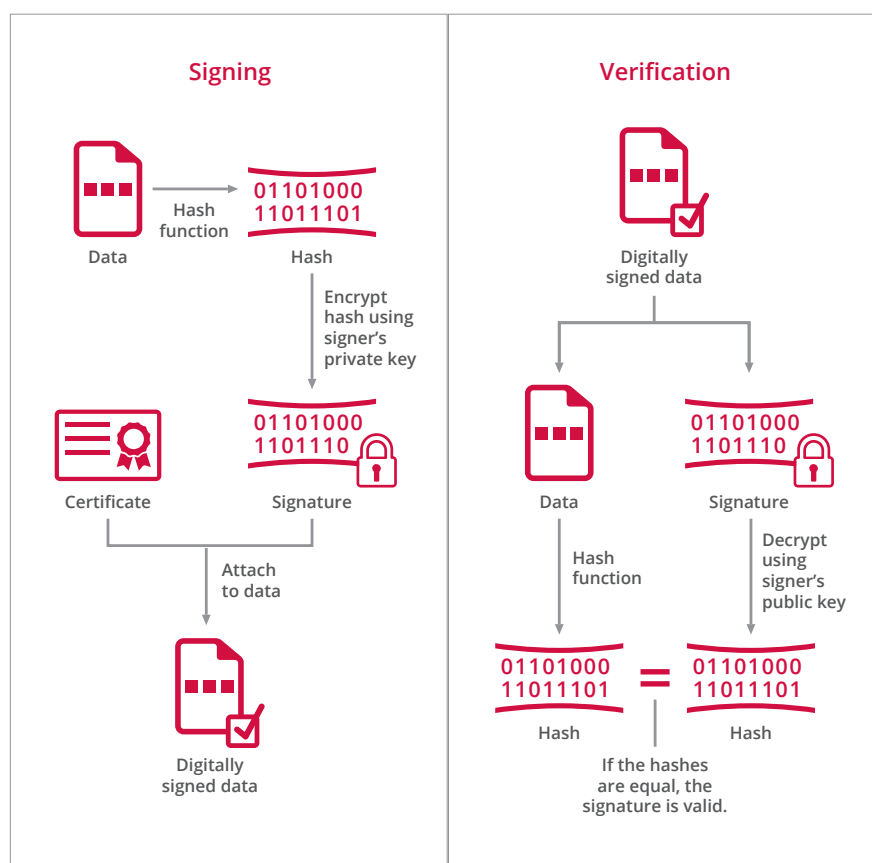 Signing
01101000
11011101
Hash
function
Data
Hash
Encrypt
hash using
signer's
private key
01101000
1101110
Certificate
Signature
Attach
to data
Digitally
signed data
Verification
Digitally
signed data
01101000
1101110
Data
Signature
Hash
function
Decrypt
using
signer's
public key
01101000
11011101
=
01101000
11011101
Hash
Hash
If the hashes
are equal, the
signature is valid.